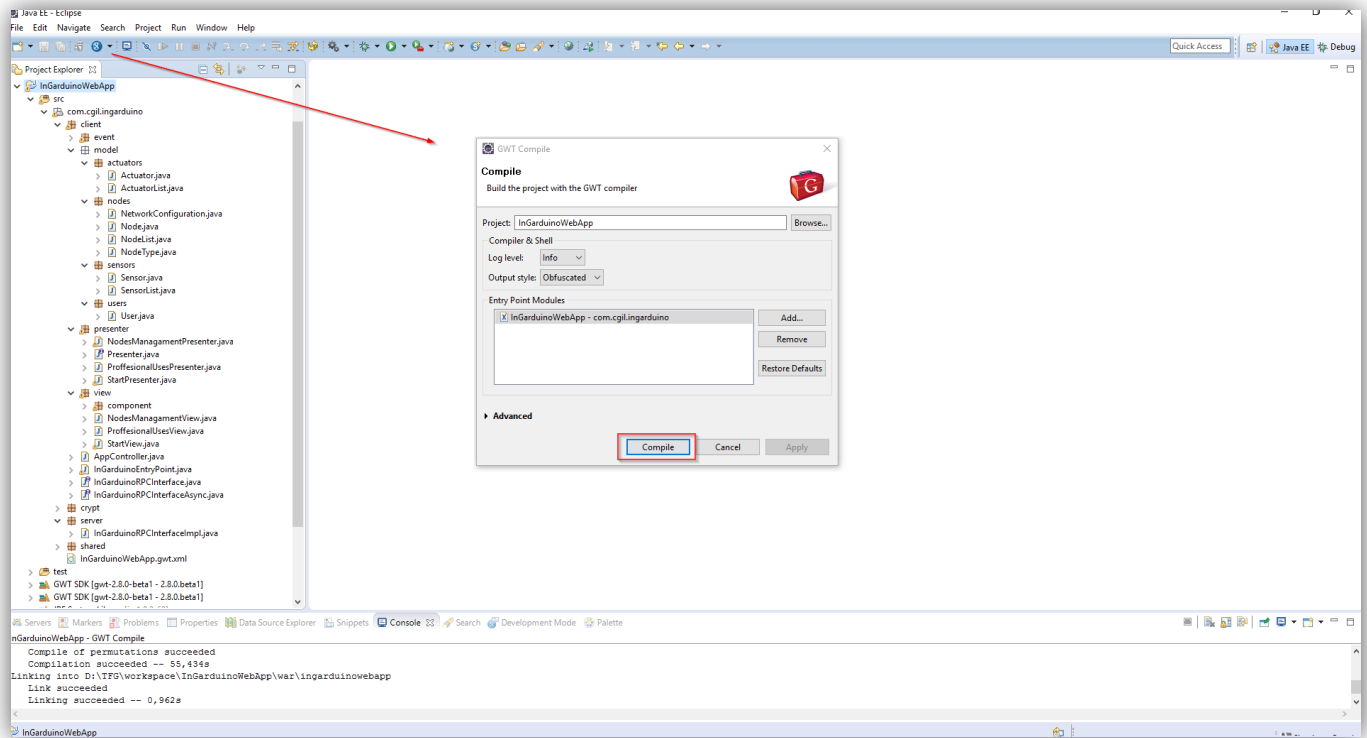 Java EE - Eclipse
File Edit Navigate Search Project Run Window Help
Quick Access
Java EE
Debug
Project Explorer
InGarduinoWebApp
src
com.cgil.ingarduino
client
event
model
actuators
Actuator.java
ActuatorList.java
nodes
NetworkConfiguration.java
Node.java
NodeList.java
NodeType.java
sensors
Sensor.java
SensorList.java
users
User.java
presenter
NodesManagamentPresenter.java
Presenter.java
ProffesionalUsesPresenter.java
StartPresenter.java
view
component
NodesManagamentView.java
ProffesionalUsesView.java
StartView.java
AppController.java
InGarduinoEntryPoint.java
InGarduinoRPCInterface.java
InGarduinoRPCInterfaceAsync.java
crypt
server
InGarduinoRPCInterfaceImpl.java
shared
InGarduinoWebApp.gwt.xml
test
GWT SDK [gwt-2.8.0-beta1 - 2.8.0.beta1]
GWT SDK [gwt-2.8.0-beta1 - 2.8.0.beta1]
GWT Compile
Compile
Build the project with the GWT compiler
G
Project: InGarduinoWebApp Browse...
Compiler & Shell
Log level: Info
Output style: Obfuscated
Entry Point Modules
InGarduinoWebApp - com.cgil.ingarduino
Add...
Remove
Restore Defaults
Advanced
Compile Cancel Apply
Servers Markers Problems Properties Data Source Explorer Snippets Console Search Development Mode Palette
nGarduinoWebApp - GWT Compile
Compile of permutations succeeded
Compilation succeeded -- 55,434s
Linking into D:\TFG\workspace\InGarduinoWebApp\war\ingarduinowebapp
Link succeeded
Linking succeeded -- 0,962s
InGarduinoWebApp